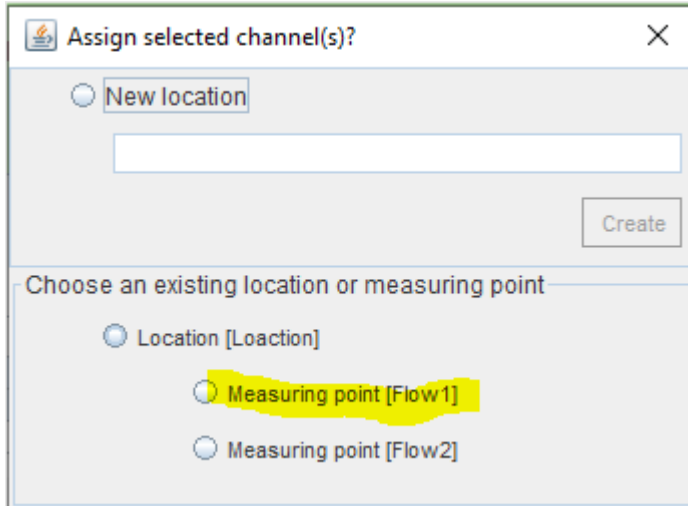 Assign selected channel(s)?
New location
Create
Choose an existing location or measuring point
Location [Loaction]
Measuring point [Flow1]
Measuring point [Flow2]